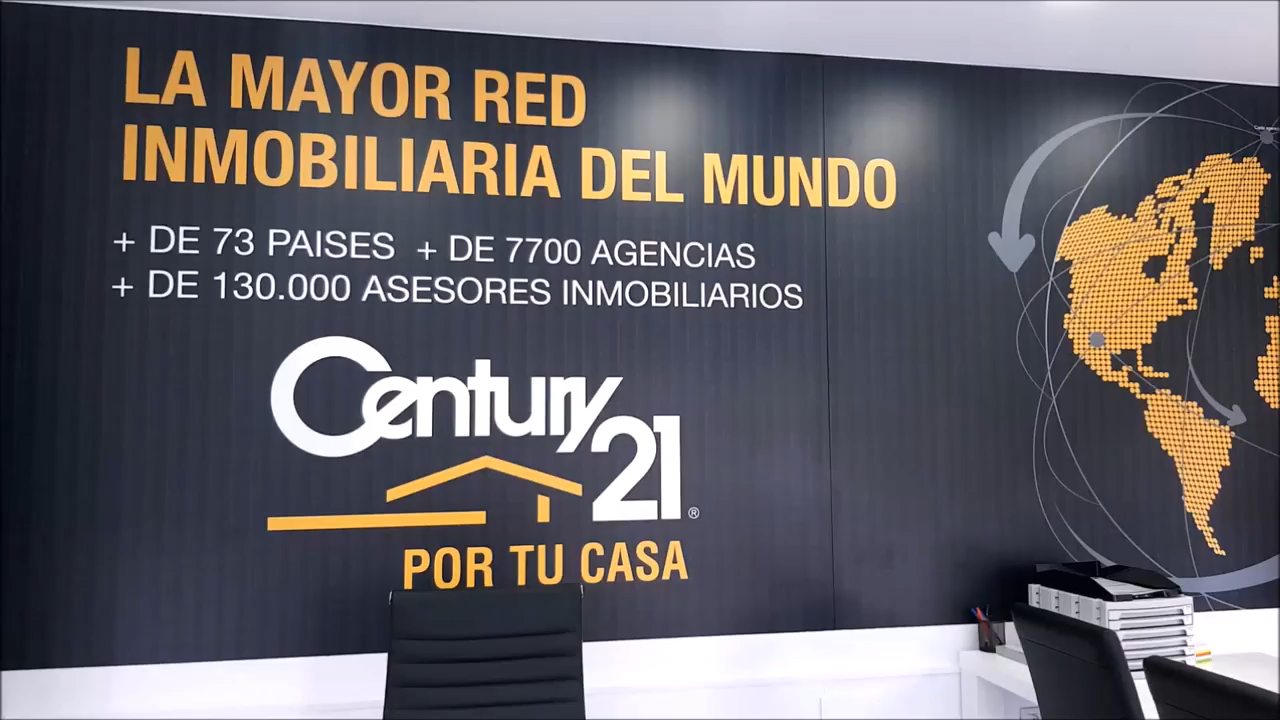 LA MAYOR RED
INMOBILIARIA DEL MUNDO
+ DE 73 PAISES + DE 7700 AGENCIAS
+ DE 130.000 ASESORES INMOBILIARIOS
Century
21®
POR TU CASA